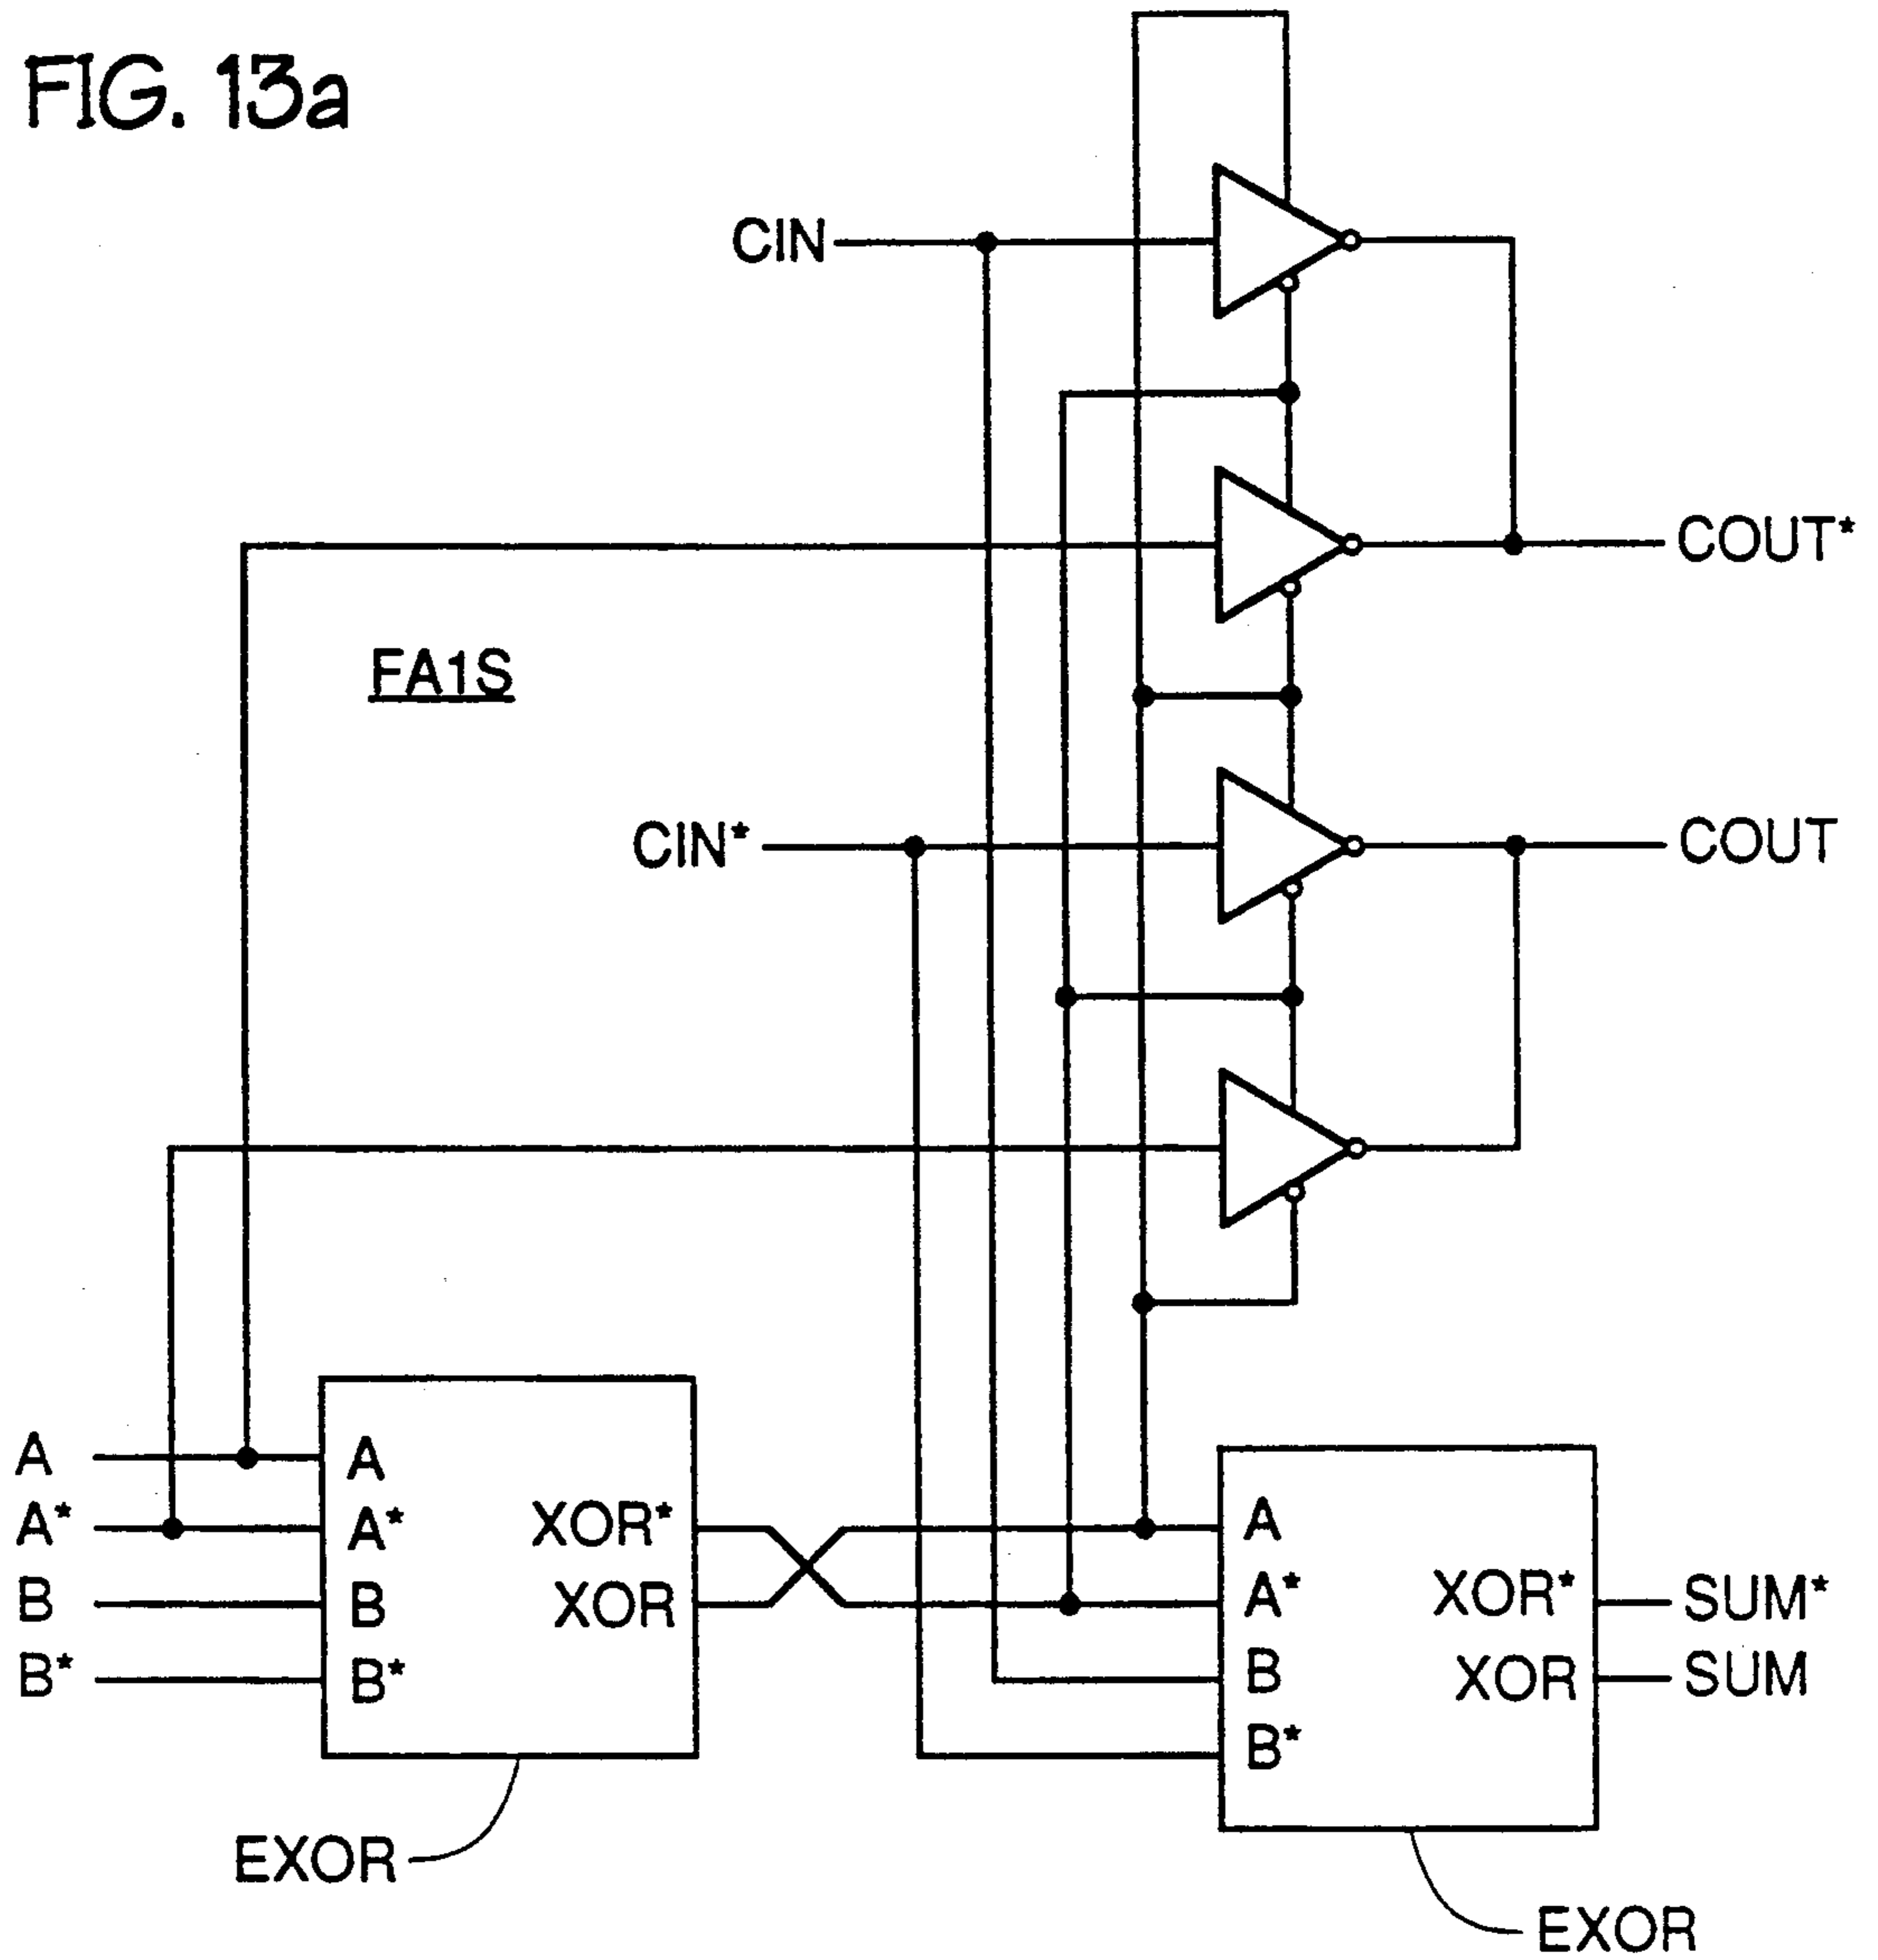 FIG. 13a
CIN
COUT*
FA1S
CIN*
COUT
A
A*
B
B*
A
A*
B
B*
XOR*
XOR
EXOR
A
A*
B
B*
XOR*
XOR
SUM*
SUM
EXOR